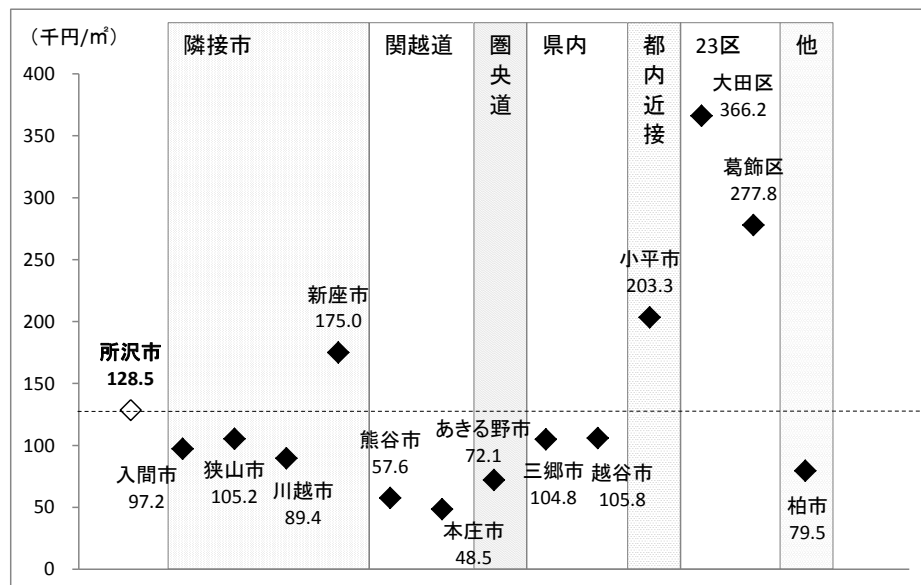 （千円/㎡）
隣接市
関越道
圏央道
県内
都内近接
23区
他
400
350
300
250
200
150
100
50
0
所沢市
128.5
入間市
97.2
狭山市
105.2
川越市
89.4
新座市
175.0
熊谷市
57.6
本庄市
48.5
あきる野市
72.1
三郷市
104.8
越谷市
105.8
小平市
203.3
大田区
366.2
葛飾区
277.8
柏市
79.5